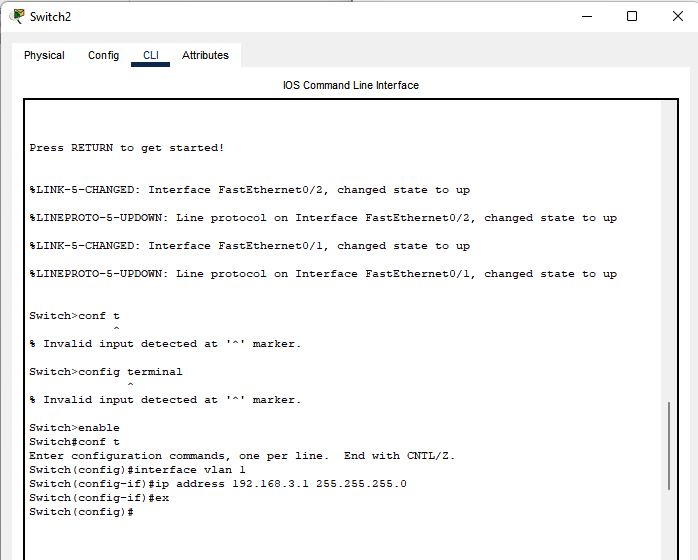 Switch2
Physical Config CLI Attributes
IOS Command Line Interface
Press RETURN to get started!
%LINK-5-CHANGED: Interface FastEthernet0/2, changed state to up
%LINEPROTO-5-UPDOWN: Line protocol on Interface FastEthernet0/2, changed state to up
%LINK-5-CHANGED: Interface FastEthernet0/1, changed state to up
%LINEPROTO-5-UPDOWN: Line protocol on Interface FastEthernet0/1, changed state to up
Switch>conf t
^
% Invalid input detected at '^' marker.
Switch>config terminal
^
% Invalid input detected at '^' marker.
Switch>enable
Switch#conf t
Enter configuration commands, one per line.  End with CNTL/Z.
Switch(config)#interface vlan 1
Switch(config-if)#ip address 192.168.3.1 255.255.255.0
Switch(config-if)#ex
Switch(config)#